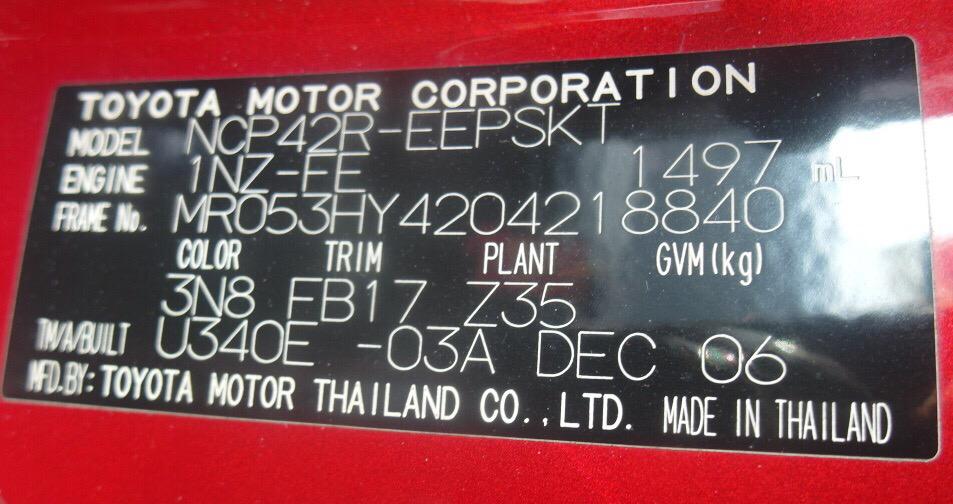 TOYOTA MOTOR CORPORATION
MODEL NCP42R-EEPSKT
ENGINE 1NZ-FE 1497 mL
FRAME No. MR053HY4204218840
COLOR TRIM PLANT GVM(kg)
3N8 FB17 Z35
TM/A/BUILT U340E -03A DEC 06
MFD.BY: TOYOTA MOTOR THAILAND CO.,LTD. MADE IN THAILAND